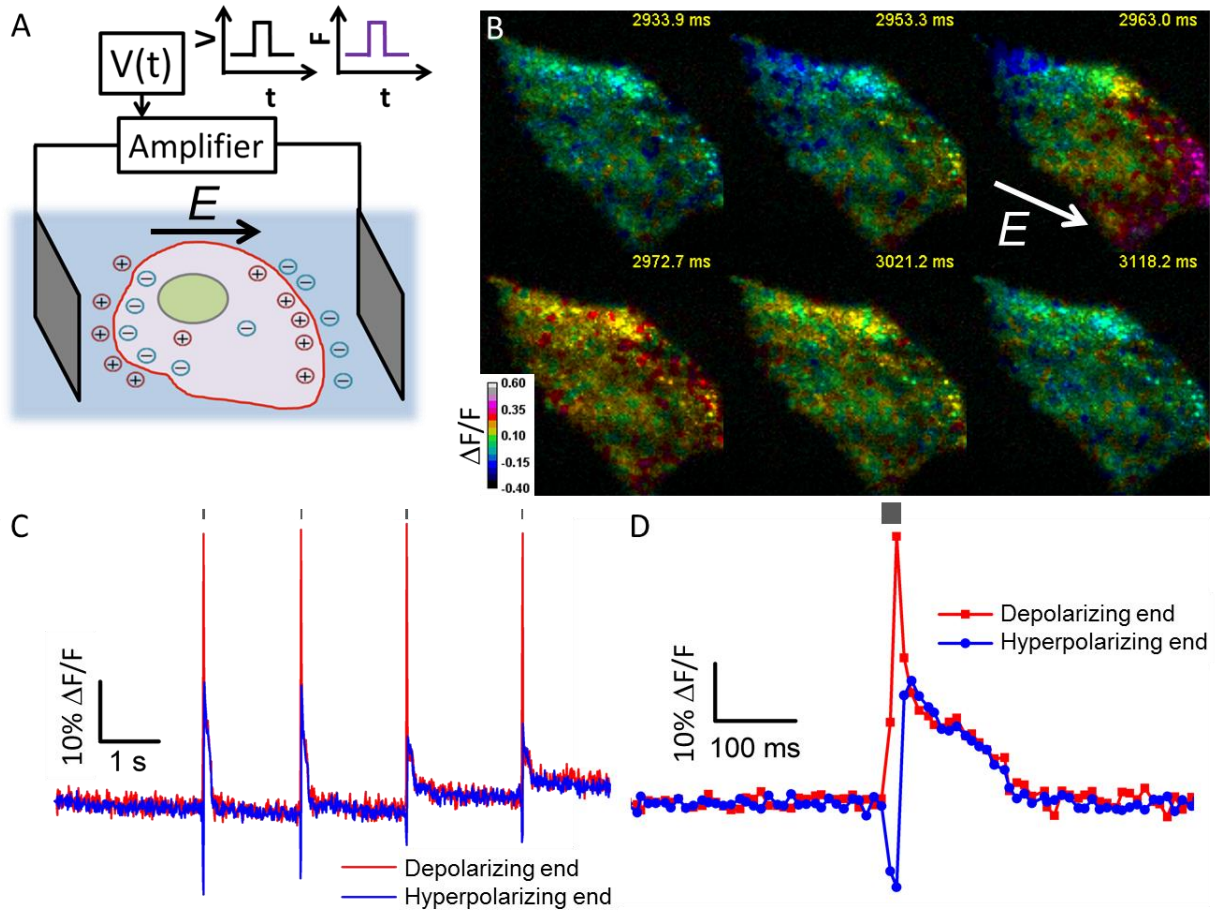 A
V(t)
V
t
F
t
Amplifier
E
+ − + − + − + − + − − + − + − + − + − + + −
B
2933.9 ms
2953.3 ms
2963.0 ms
E
2972.7 ms
3021.2 ms
3118.2 ms
ΔF/F
0.60
0.35
0.10
-0.15
-0.40
C
10% ΔF/F
1 s
Depolarizing end
Hyperpolarizing end
D
Depolarizing end
Hyperpolarizing end
10% ΔF/F
100 ms